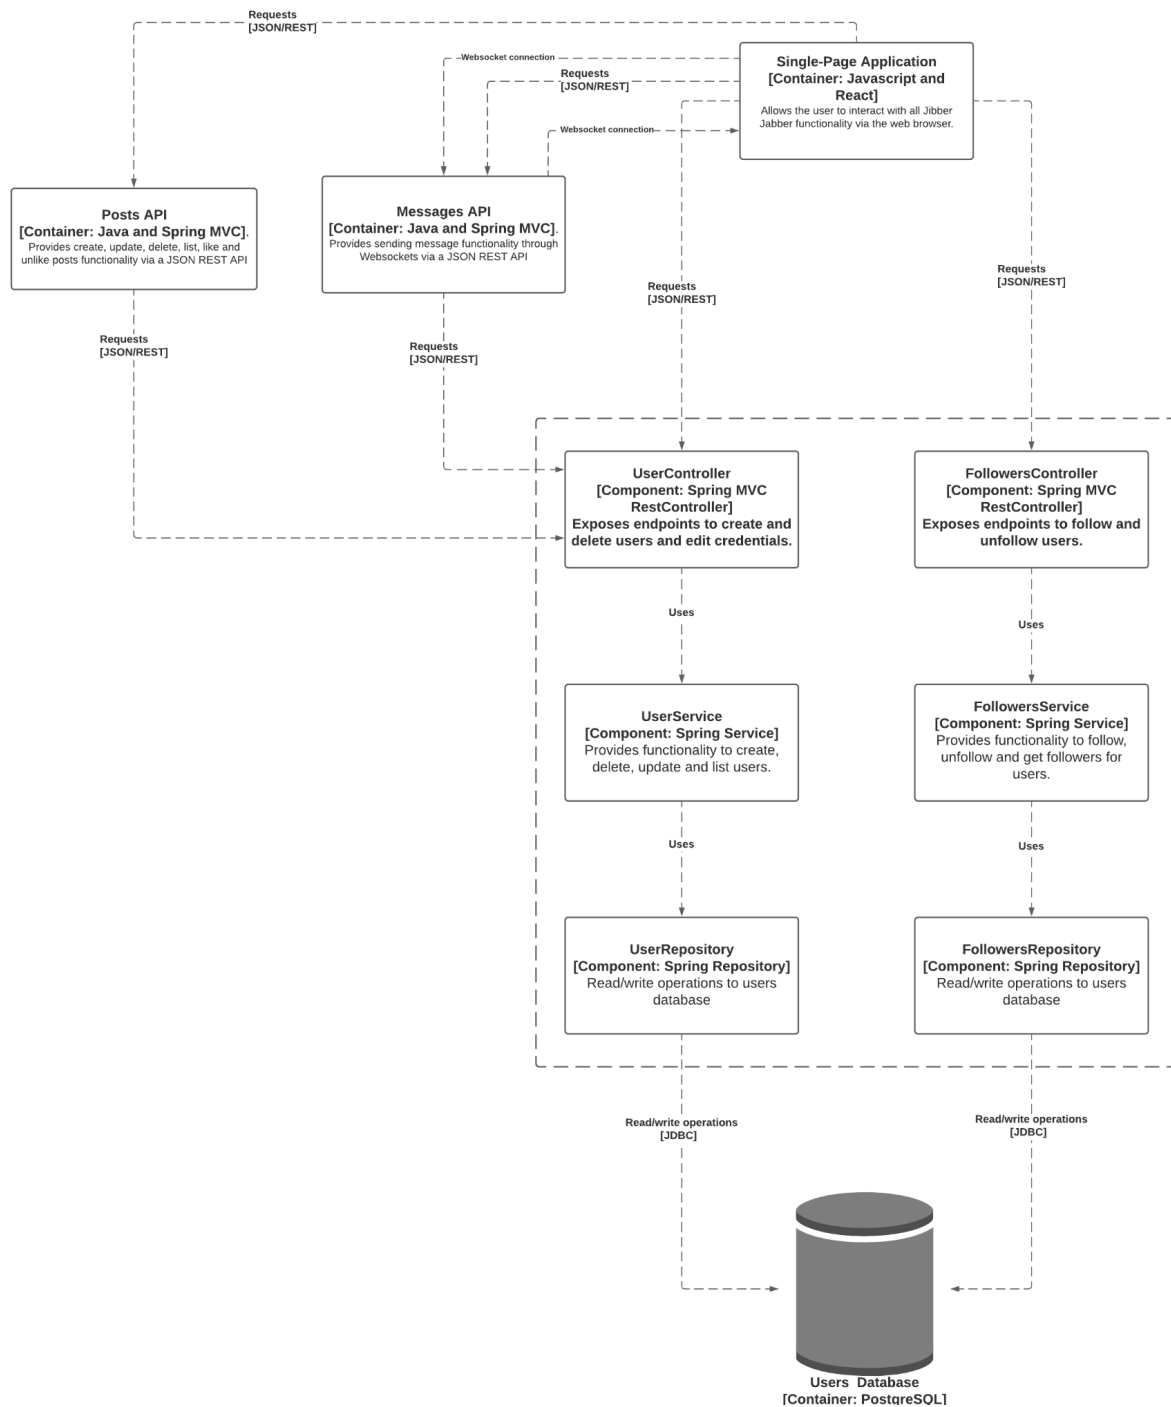 Requests
[JSON/REST]
Websocket connection
Requests
[JSON/REST]
Websocket connection
Single-Page Application
[Container: Javascript and
React]
Allows the user to interact with all Jibber
Jabber functionality via the web browser.
Posts API
[Container: Java and Spring MVC].
Provides create, update, delete, list, like and
unlike posts functionality via a JSON REST API
Messages API
[Container: Java and Spring MVC].
Provides sending message functionality through
Websockets via a JSON REST API
Requests
[JSON/REST]
Requests
[JSON/REST]
Requests
[JSON/REST]
Requests
[JSON/REST]
UserController
[Component: Spring MVC
RestController]
Exposes endpoints to create and
delete users and edit credentials.
FollowersController
[Component: Spring MVC
RestController]
Exposes endpoints to follow and
unfollow users.
Uses
Uses
UserService
[Component: Spring Service]
Provides functionality to create,
delete, update and list users.
FollowersService
[Component: Spring Service]
Provides functionality to follow,
unfollow and get followers for
users.
Uses
Uses
UserRepository
[Component: Spring Repository]
Read/write operations to users
database
FollowersRepository
[Component: Spring Repository]
Read/write operations to users
database
Read/write operations
[JDBC]
Read/write operations
[JDBC]
Users Database
[Container: PostgreSQL]